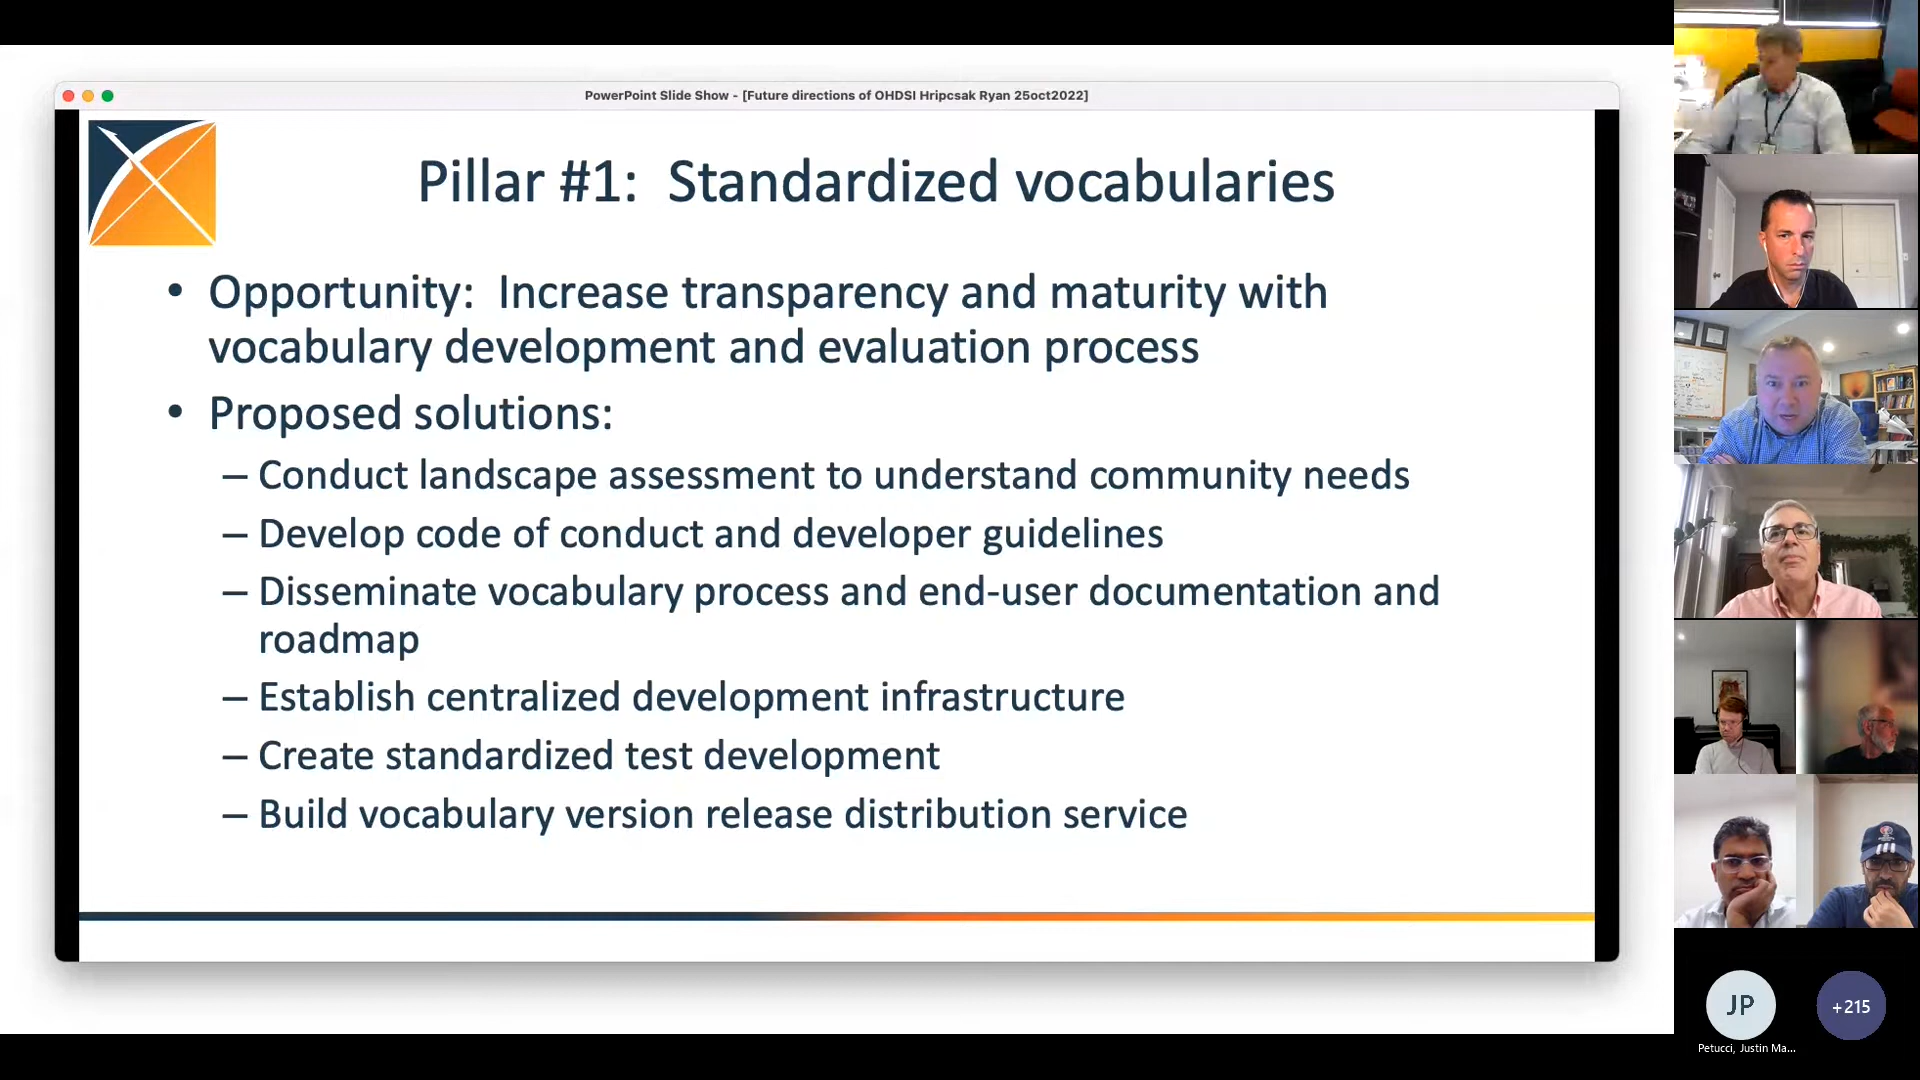 PowerPoint Slide Show - [Future directions of OHDSI Hripcsak Ryan 25oct2022]
Pillar #1:  Standardized vocabularies
• Opportunity:  Increase transparency and maturity with
vocabulary development and evaluation process
• Proposed solutions:
– Conduct landscape assessment to understand community needs
– Develop code of conduct and developer guidelines
– Disseminate vocabulary process and end-user documentation and
roadmap
– Establish centralized development infrastructure
– Create standardized test development
– Build vocabulary version release distribution service
JP
+215
Petucci, Justin Ma...